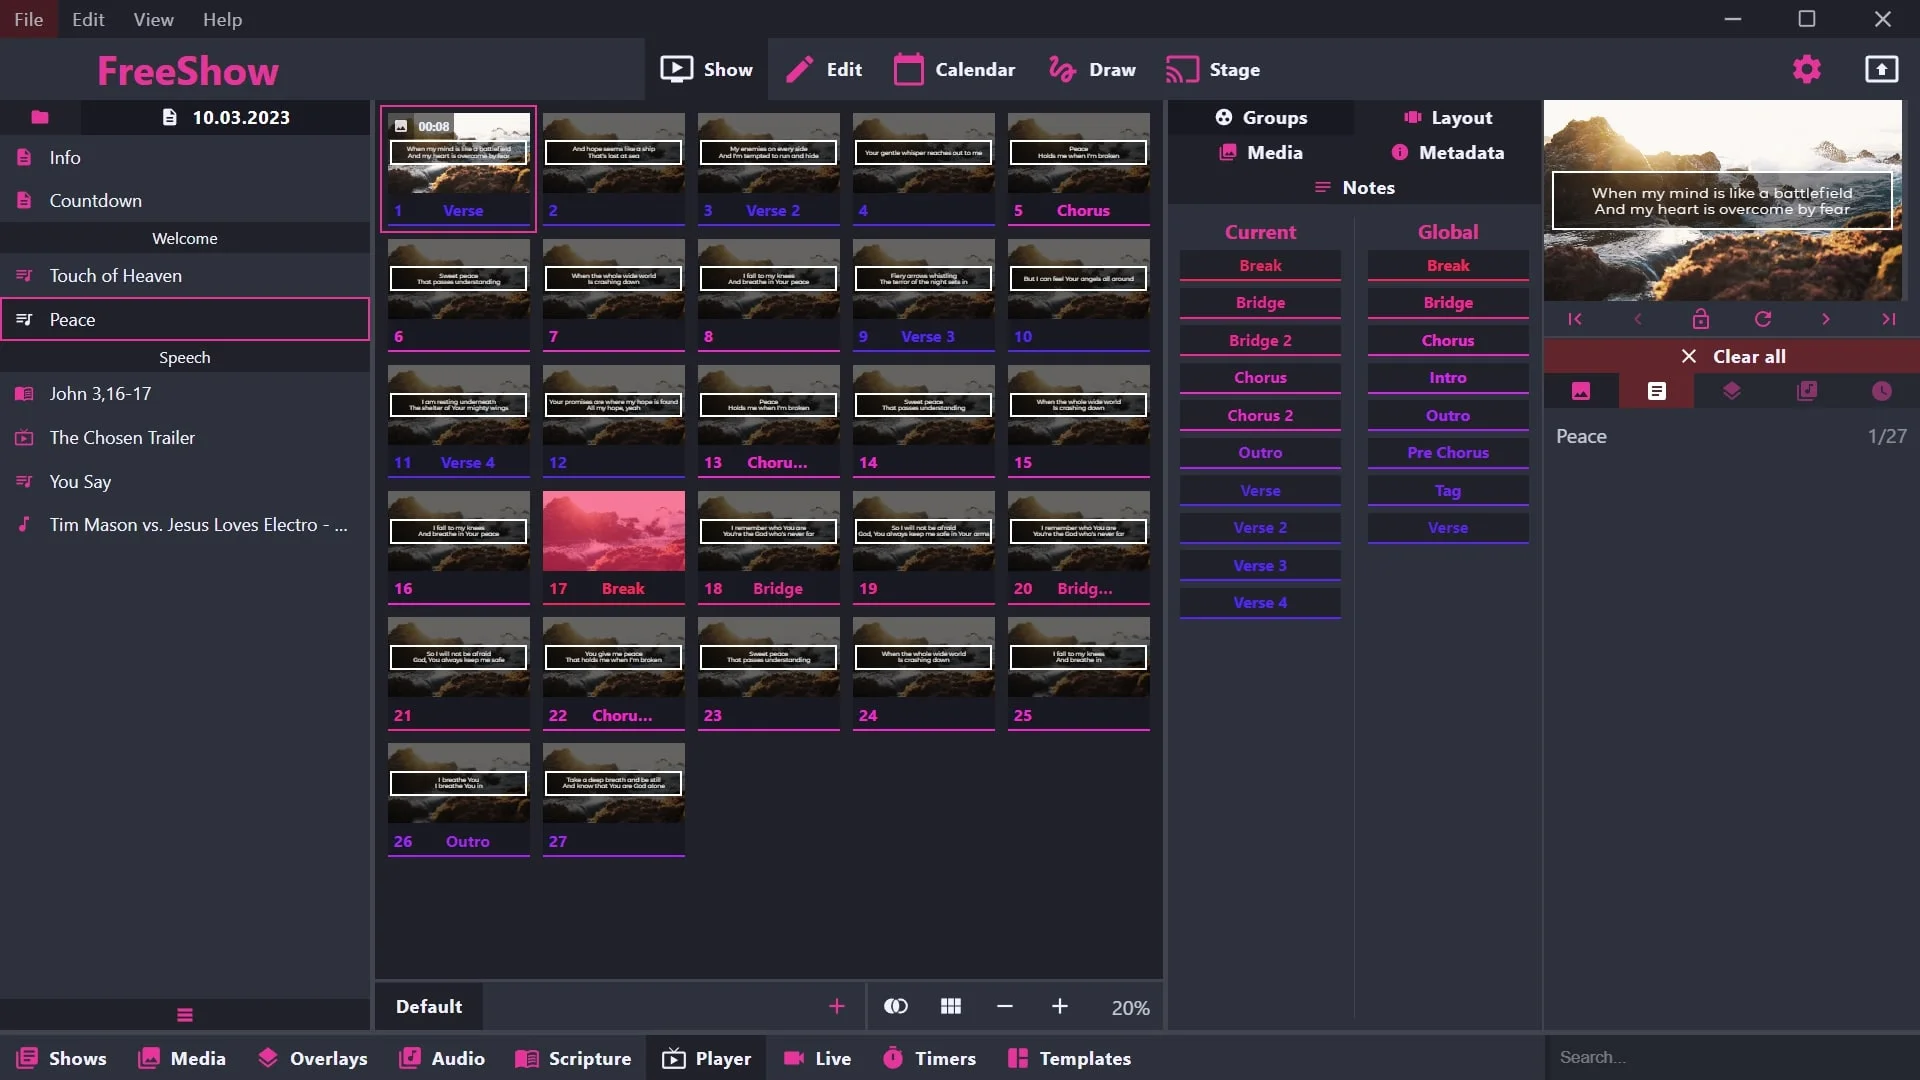 File Edit View Help
FreeShow
Show Edit Calendar Draw Stage
10.03.2023
Info
Countdown
Welcome
Touch of Heaven
Peace
Speech
John 3,16-17
The Chosen Trailer
You Say
Tim Mason vs. Jesus Loves Electro - ...
00:08
When my mind is like a battlefield
And my heart is overcome by fear
1 Verse
And hope seems like a ship
That's lost at sea
2
My enemies on every side
And I'm tempted to run and hide
3 Verse 2
Your gentle whisper reaches out to me
4
Peace
Holds me when I'm broken
5 Chorus
Sweet peace
That passes understanding
6
When the whole wide world
Is crashing down
7
I fall to my knees
And breathe in Your peace
8
Fiery arrows whistling
The terror of the night sets in
9 Verse 3
But I can feel Your angels all around
10
I am resting underneath
The shelter of Your mighty wings
11 Verse 4
Your promises are where my hope is found
All my hope, yeah
12
Peace
Holds me when I'm broken
13 Choru...
Sweet peace
That passes understanding
14
When the whole wide world
Is crashing down
15
I fall to my knees
And breathe in Your peace
16
17 Break
I remember who You are
You're the God who's never far
18 Bridge
So I will not be afraid
God, You always keep me safe in Your arms
19
I remember who You are
You're the God who's never far
20 Bridg...
So I will not be afraid
God, You always keep me safe
21
You give me peace
That holds me when I'm broken
22 Choru...
Sweet peace
That passes understanding
23
When the whole wide world
Is crashing down
24
I fall to my knees
And breathe in
25
I breathe You
I breathe You in
26 Outro
Take a deep breath and be still
And know that You are God alone
27
Default
20%
Groups Layout
Media Metadata
Notes
Current
Break
Bridge
Bridge 2
Chorus
Chorus 2
Outro
Verse
Verse 2
Verse 3
Verse 4
Global
Break
Bridge
Chorus
Intro
Outro
Pre Chorus
Tag
Verse
When my mind is like a battlefield
And my heart is overcome by fear
Clear all
Peace 1/27
Shows Media Overlays Audio Scripture Player Live Timers Templates
Search...